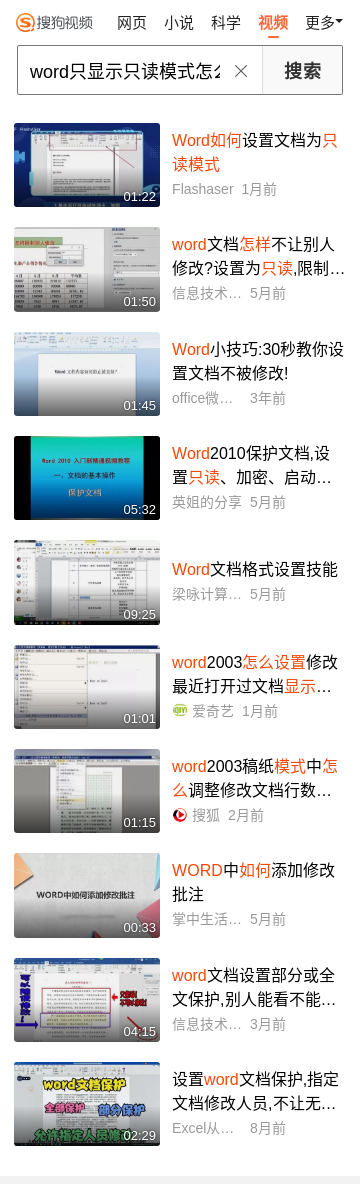 搜狗视频 网页 小说 科学 视频 更多
word只显示只读模式怎么 搜索
Flashaser
01:22
Word如何设置文档为只
读模式
Flashaser 1月前
01:50
word文档怎样不让别人
修改?设置为只读,限制…
信息技术… 5月前
Word 文档内容如何防止被复制?
01:45
Word小技巧:30秒教你设
置文档不被修改!
office微… 3年前
Word 2010 入门到精通视频教程
一、文档的基本操作
保护文档
05:32
Word2010保护文档,设
置只读、加密、启动…
英姐的分享 5月前
09:25
Word文档格式设置技能
梁咏计算… 5月前
01:01
word2003怎么设置修改
最近打开过文档显示…
爱奇艺 1月前
01:15
word2003稿纸模式中怎
么调整修改文档行数…
搜狐 2月前
WORD中如何添加修改批注
00:33
WORD中如何添加修改
批注
掌中生活… 5月前
04:15
word文档设置部分或全
文保护,别人能看不能…
信息技术… 3月前
word文档保护
全部保护 部分保护
允许指定人员修改
02:29
设置word文档保护,指定
文档修改人员,不让无…
Excel从… 8月前